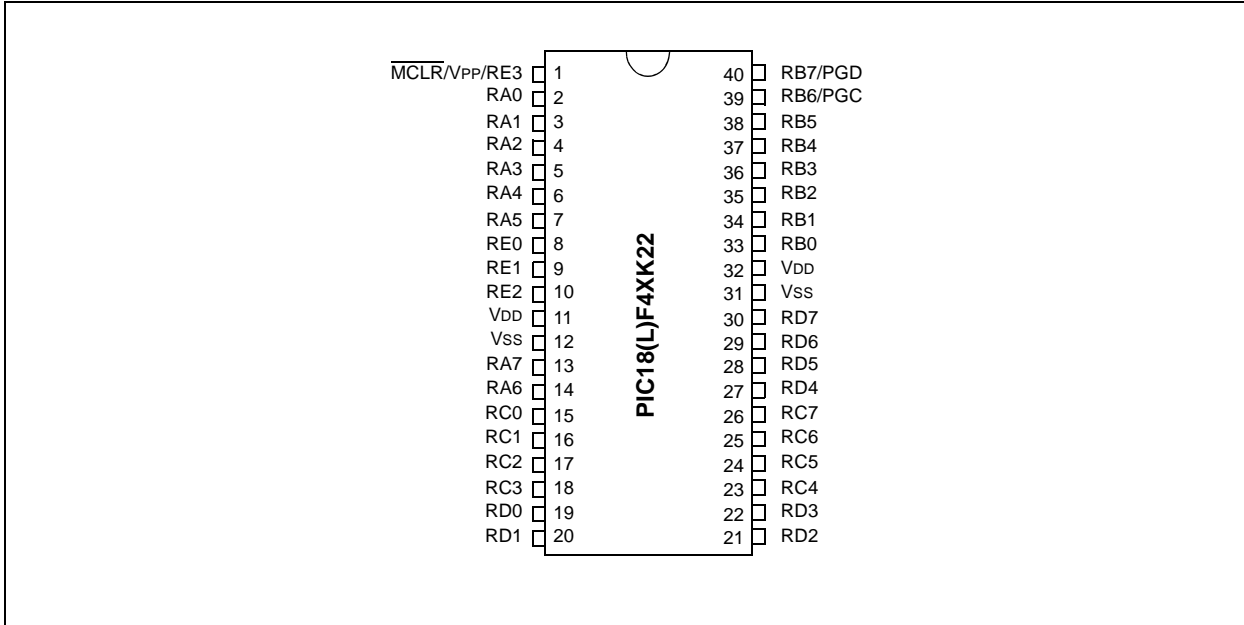 MCLR/VPP/RE3 1 40 RB7/PGD
RA0 2 39 RB6/PGC
RA1 3 38 RB5
RA2 4 37 RB4
RA3 5 36 RB3
RA4 6 35 RB2
RA5 7 34 RB1
RE0 8 33 RB0
RE1 9 32 VDD
RE2 10 31 VSS
VDD 11 30 RD7
VSS 12 29 RD6
RA7 13 28 RD5
RA6 14 27 RD4
RC0 15 26 RC7
RC1 16 25 RC6
RC2 17 24 RC5
RC3 18 23 RC4
RD0 19 22 RD3
RD1 20 21 RD2
PIC18(L)F4XK22